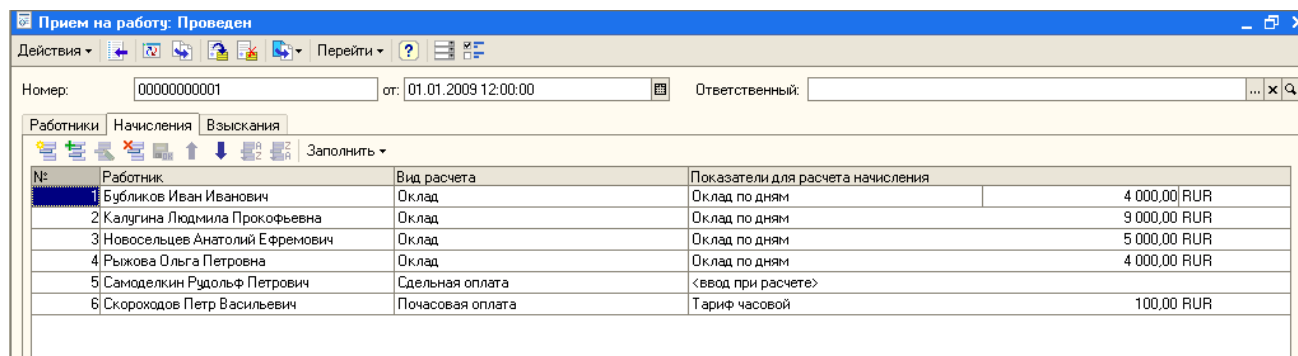 Прием на работу: Проведен
Действия Перейти ?
Номер: 00000000001 от: 01.01.2009 12:00:00 Ответственный: ... x
Работники Начисления Взыскания
Заполнить
№ Работник Вид расчета Показатели для расчета начисления
1 Бубликов Иван Иванович Оклад Оклад по дням 4 000,00 RUR
2 Калугина Людмила Прокофьевна Оклад Оклад по дням 9 000,00 RUR
3 Новосельцев Анатолий Ефремович Оклад Оклад по дням 5 000,00 RUR
4 Рыжова Ольга Петровна Оклад Оклад по дням 4 000,00 RUR
5 Самоделкин Рудольф Петрович Сдельная оплата <ввод при расчете>
6 Скороходов Петр Васильевич Почасовая оплата Тариф часовой 100,00 RUR